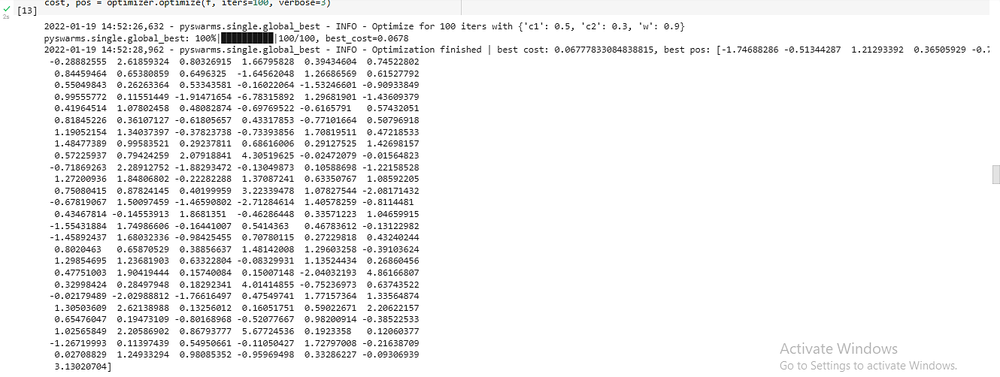 cost, pos = optimizer.optimize(f, iters=100, verbose=3)
[13]
2s
2022-01-19 14:52:26,632 - pyswarms.single.global_best - INFO - Optimize for 100 iters with {'c1': 0.5, 'c2': 0.3, 'w': 0.9}
pyswarms.single.global_best: 100%|██████████|100/100, best_cost=0.0678
2022-01-19 14:52:28,962 - pyswarms.single.global_best - INFO - Optimization finished | best cost: 0.06777833084838815, best pos: [-1.74688286 -0.51344287 1.21293392 0.36505929 -0.7
-0.28882555 2.61859324 0.80326915 1.66795828 0.39434604 0.74522802
0.84459464 0.65380859 0.6496325 -1.64562048 1.26686569 0.61527792
0.55049843 0.26263364 0.53343581 -0.16022064 -1.53246601 -0.90933849
0.99555772 0.11551449 -1.91471654 -6.78315892 1.29681901 -1.43609379
0.41964514 1.07802458 0.48082874 -0.69769522 -0.6165791 0.57432051
0.81845226 0.36107127 -0.61805657 0.43317853 -0.77101664 0.50796918
1.19052154 1.34037397 -0.37823738 -0.73393856 1.70819511 0.47218533
1.48477389 0.99583521 0.29237811 0.68616006 0.29127525 1.42698157
0.57225937 0.79424259 2.07918841 4.30519625 -0.02472079 -0.01564823
-0.71869263 2.28912752 -1.88293472 -0.13049873 0.10588698 -1.22158528
1.27200936 1.84806802 -0.22282288 1.37087241 0.63350767 1.08592205
0.75080415 0.87824145 0.40199959 3.22339478 1.07827544 -2.08171432
-0.67819067 1.50097459 -1.46590802 -2.71284614 1.40578259 -0.8114481
0.43467814 -0.14553913 1.8681351 -0.46286448 0.33571223 1.04659915
-1.55431884 1.74986606 -0.16441007 0.5414363 0.46783612 -0.13122982
-1.45892437 1.68032336 -0.98425455 0.70780115 0.27229818 0.43240244
0.8020463 0.65870529 0.38856637 1.48142008 1.29603258 -0.39103624
1.29854695 1.23681903 0.63322804 -0.08329931 1.13524434 0.26860456
0.47751003 1.90419444 0.15740084 0.15007148 -2.04032193 4.86166807
0.32998424 0.28497948 0.18292341 4.01414855 -0.75236973 0.63743522
-0.02179489 -2.02988812 -1.76616497 0.47549741 1.77157364 1.33564874
1.30503609 2.62138988 0.13256012 0.16051751 0.59022671 2.20622157
0.65476047 0.19473109 -0.80168968 -0.52077667 0.98200914 -0.38522533
1.02565849 2.20586902 0.86793777 5.67724536 0.1923358 0.12060377
-1.26719993 0.11397439 0.54950661 -0.11050427 1.72797008 -0.21638709
0.02708829 1.24933294 0.98085352 -0.95969498 0.33286227 -0.09306939
3.13020704]
Activate Windows
Go to Settings to activate Windows.